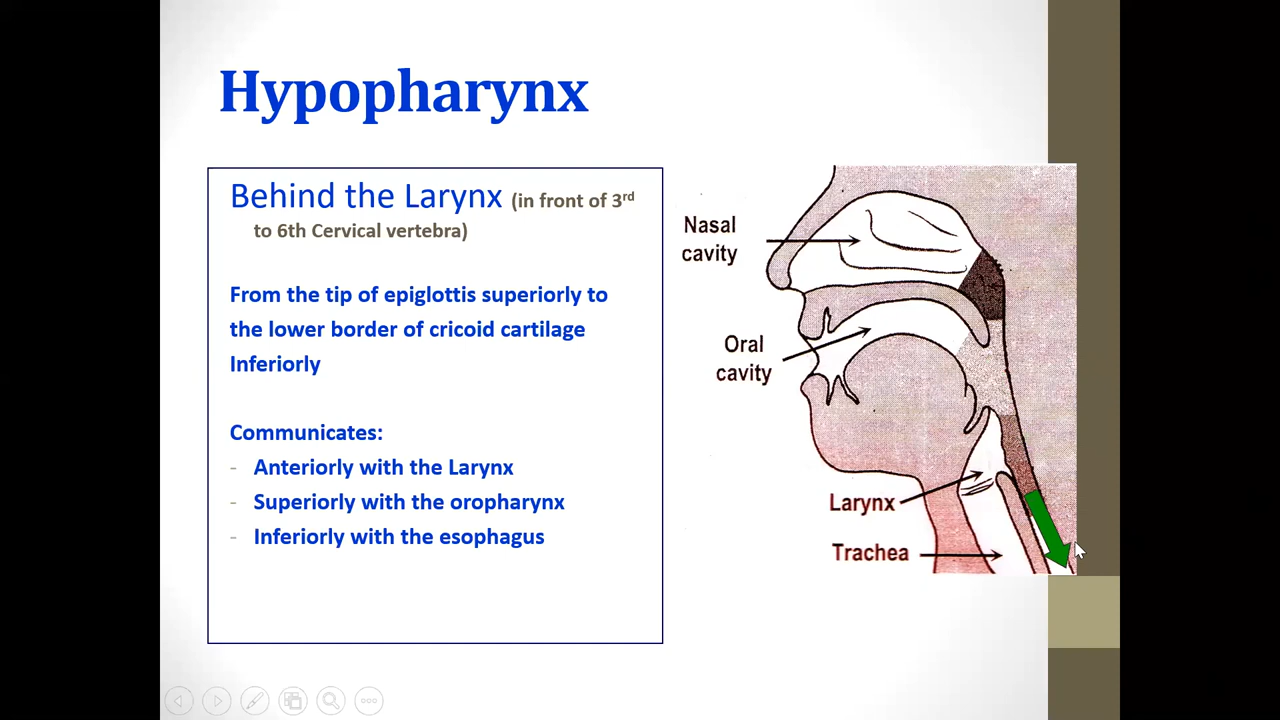 Hypopharynx
Behind the Larynx (in front of 3rd
to 6th Cervical vertebra)
From the tip of epiglottis superiorly to
the lower border of cricoid cartilage
Inferiorly
Communicates:
- Anteriorly with the Larynx
- Superiorly with the oropharynx
- Inferiorly with the esophagus
Nasal
cavity
Oral
cavity
Larynx
Trachea